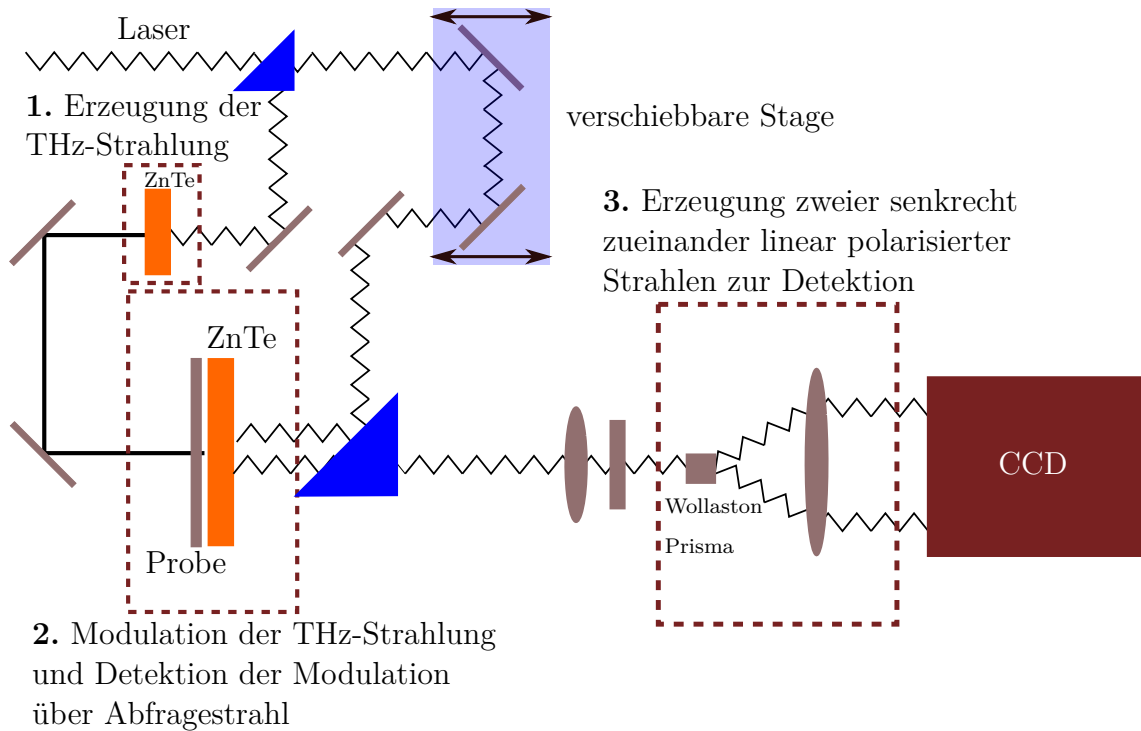 Laser
1. Erzeugung der
THz-Strahlung
ZnTe
verschiebbare Stage
3. Erzeugung zweier senkrecht
zueinander linear polarisierter
Strahlen zur Detektion
ZnTe
Probe
Wollaston
Prisma
CCD
2. Modulation der THz-Strahlung
und Detektion der Modulation
über Abfragestrahl